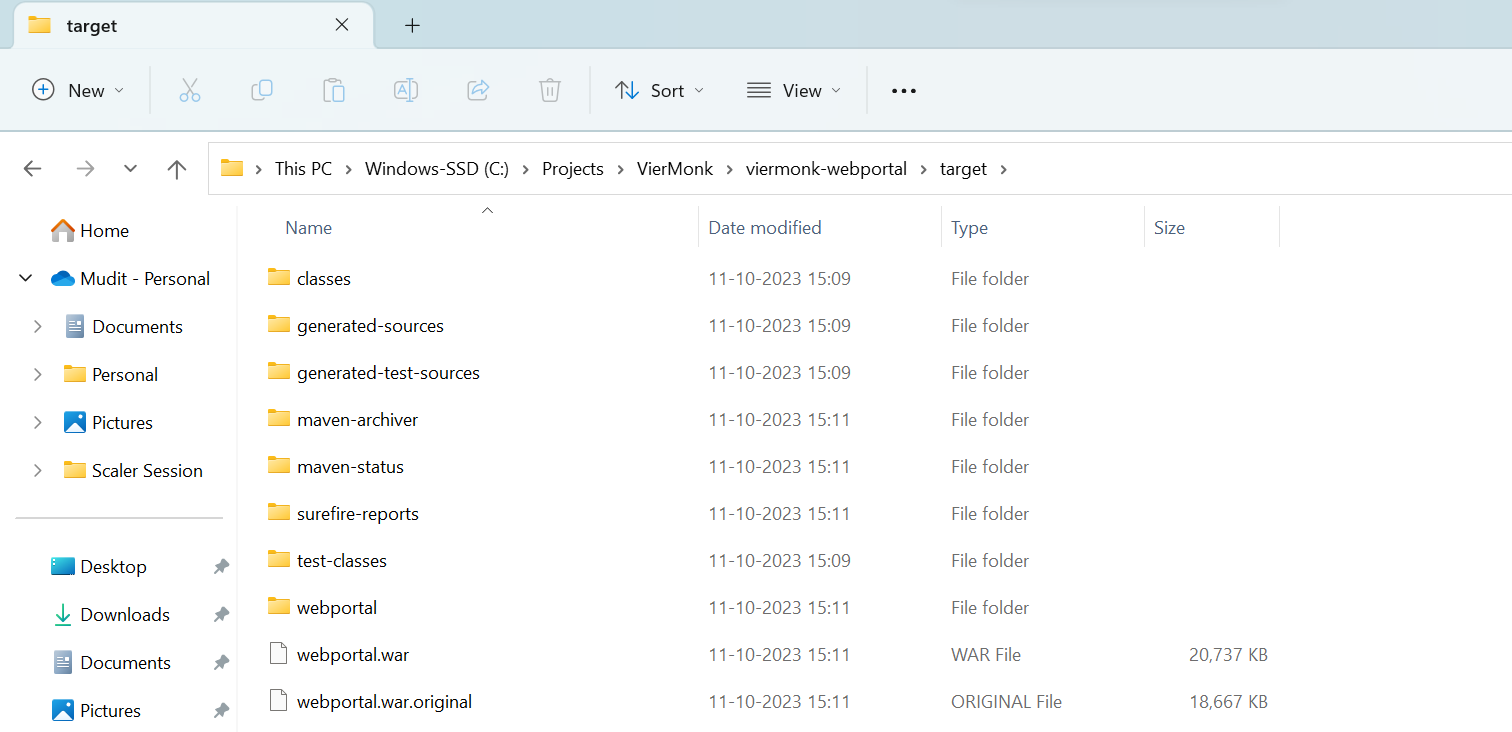 target
New Sort View
This PC Windows-SSD (C:) Projects VierMonk viermonk-webportal target
Home
Mudit - Personal
Documents
Personal
Pictures
Scaler Session
Desktop
Downloads
Documents
Pictures
Name Date modified Type Size
classes 11-10-2023 15:09 File folder
generated-sources 11-10-2023 15:09 File folder
generated-test-sources 11-10-2023 15:09 File folder
maven-archiver 11-10-2023 15:11 File folder
maven-status 11-10-2023 15:11 File folder
surefire-reports 11-10-2023 15:11 File folder
test-classes 11-10-2023 15:09 File folder
webportal 11-10-2023 15:11 File folder
webportal.war 11-10-2023 15:11 WAR File 20,737 KB
webportal.war.original 11-10-2023 15:11 ORIGINAL File 18,667 KB